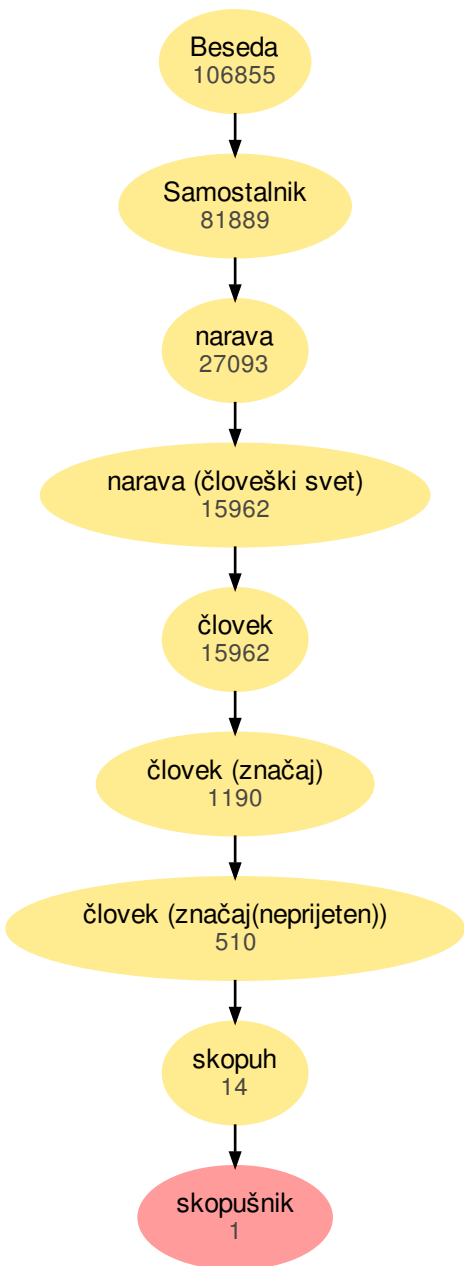 Beseda
106855
Samostalnik
81889
narava
27093
narava (človeški svet)
15962
človek
15962
človek (značaj)
1190
človek (značaj(neprijeten))
510
skopuh
14
skopušnik
1